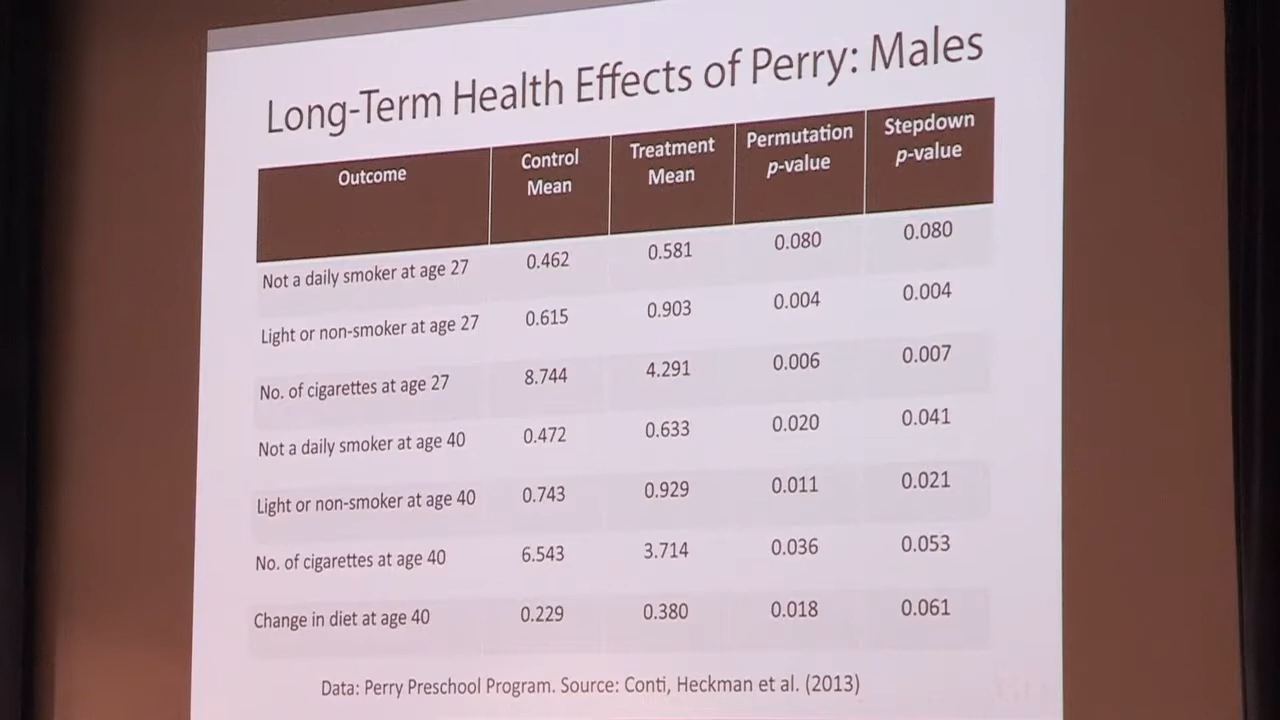 Long-Term Health Effects of Perry: Males
Outcome Control Mean Treatment Mean Permutation p-value Stepdown p-value
Not a daily smoker at age 27 0.462 0.581 0.080 0.080
Light or non-smoker at age 27 0.615 0.903 0.004 0.004
No. of cigarettes at age 27 8.744 4.291 0.006 0.007
Not a daily smoker at age 40 0.472 0.633 0.020 0.041
Light or non-smoker at age 40 0.743 0.929 0.011 0.021
No. of cigarettes at age 40 6.543 3.714 0.036 0.053
Change in diet at age 40 0.229 0.380 0.018 0.061
Data: Perry Preschool Program. Source: Conti, Heckman et al. (2013)